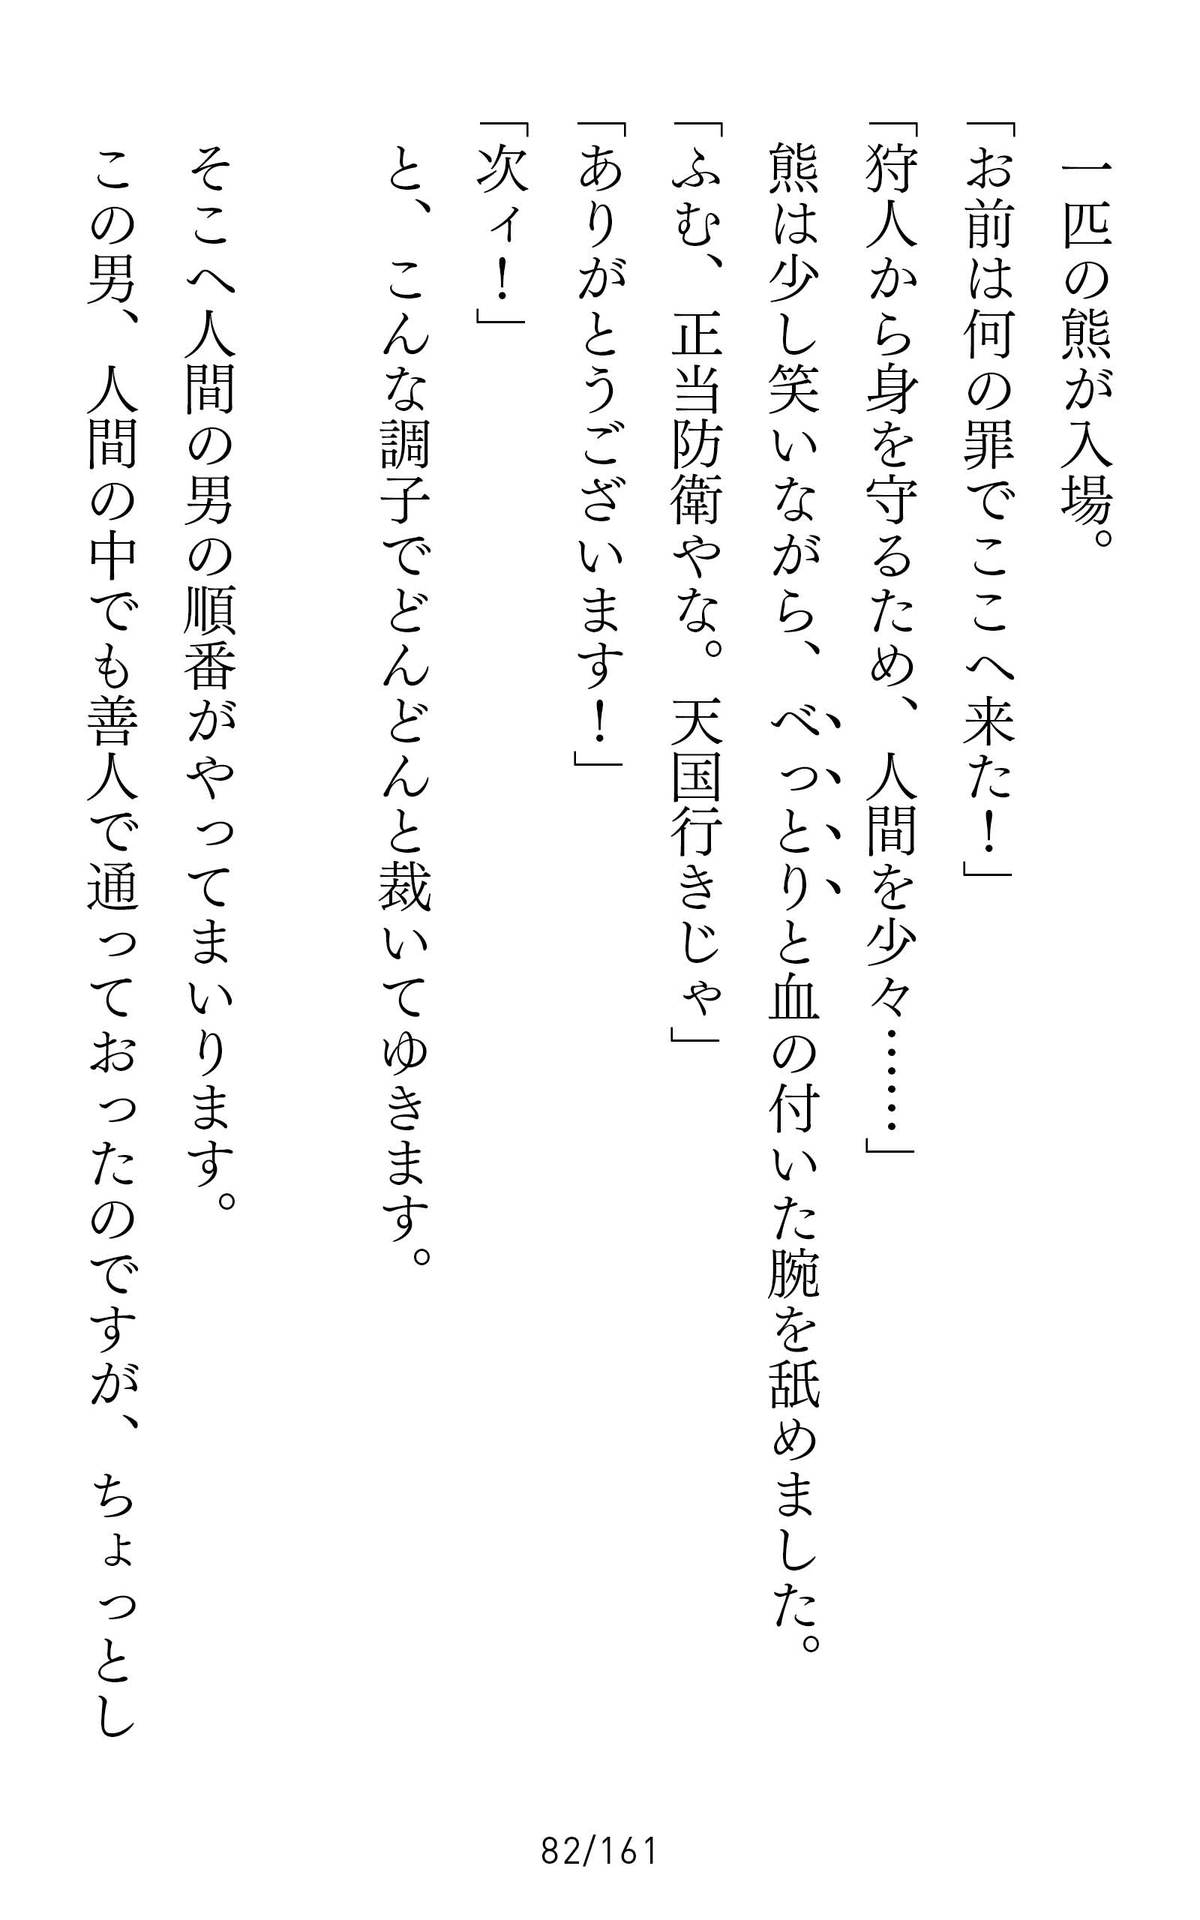 一匹の熊が入場。
「お前は何の罪でここへ来た！」
「狩人から身を守るため、人間を少々……」
熊は少し笑いながら、べっとりと血の付いた腕を舐めました。
「ふむ、正当防衛やな。天国行きじゃ」
「ありがとうございます！」
「次ィ！」
と、こんな調子でどんどんと裁いてゆきます。
そこへ人間の男の順番がやってまいります。
この男、人間の中でも善人で通っておったのですが、ちょっとし
82/161